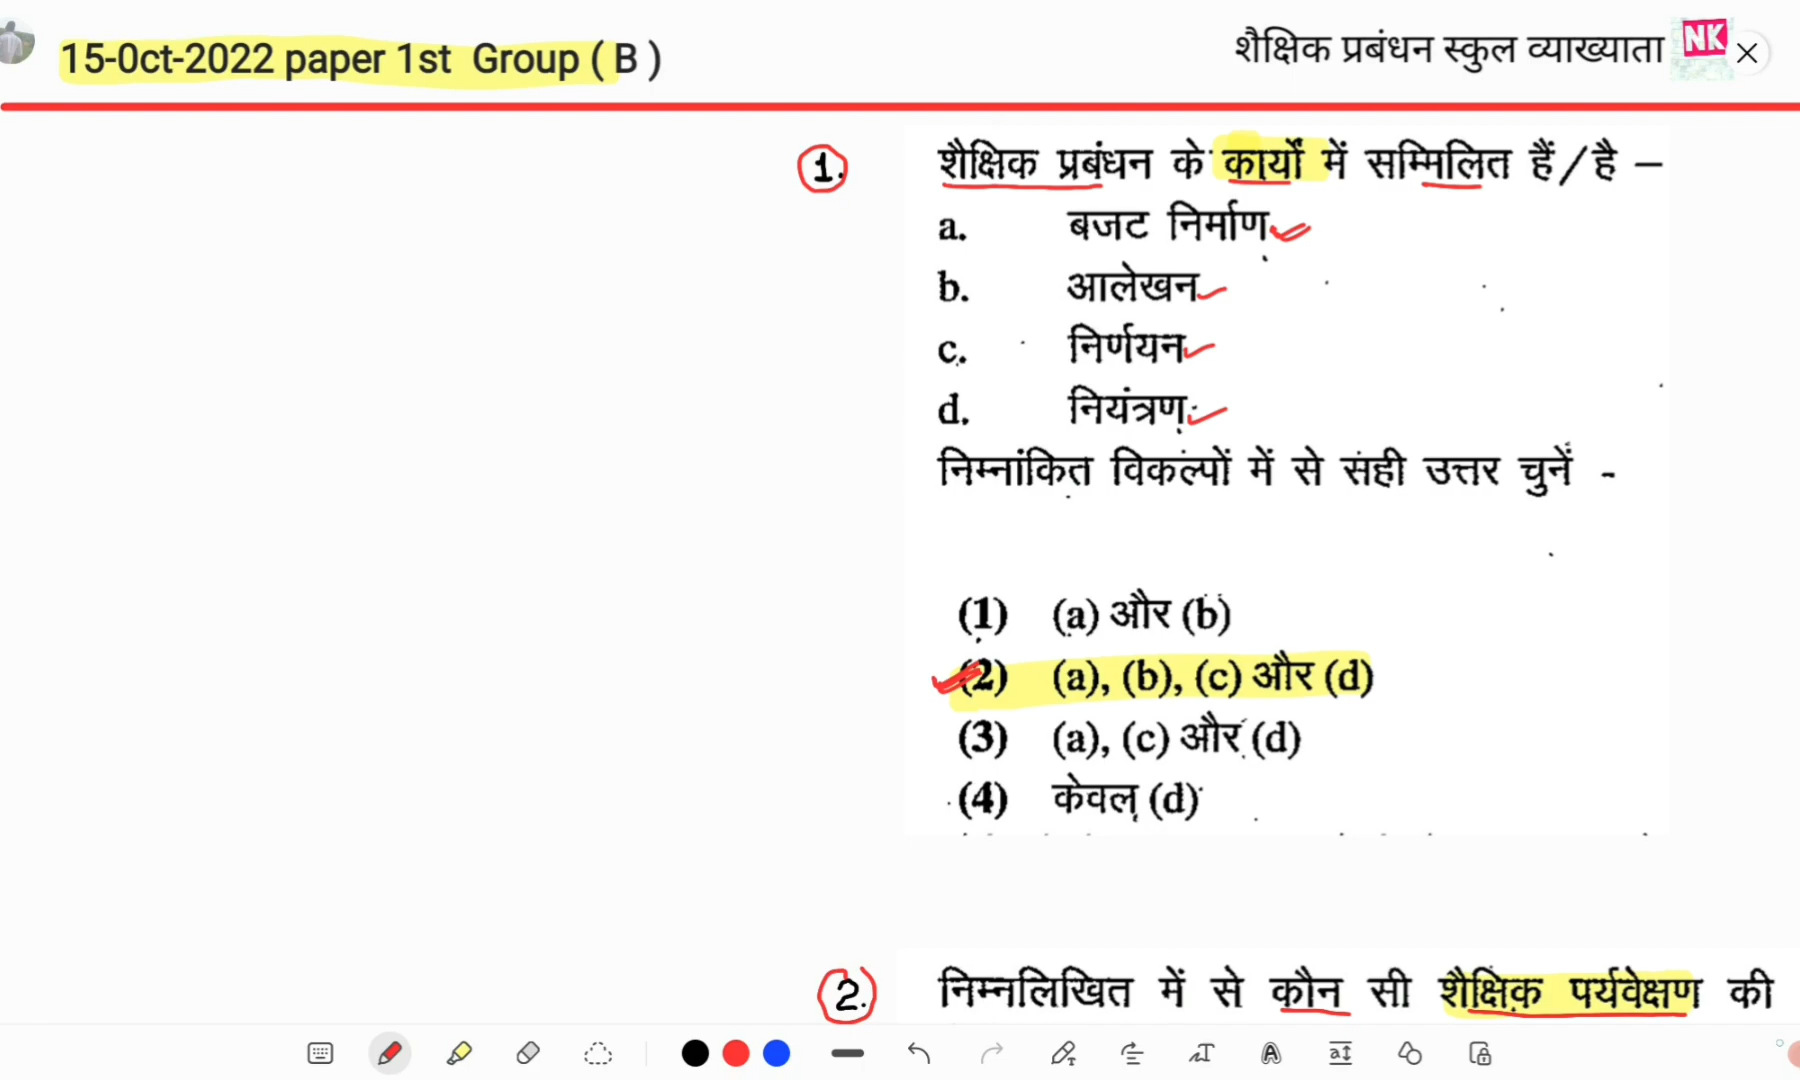 15-Oct-2022 paper 1st Group ( B )
शैक्षिक प्रबंधन स्कुल व्याख्याता
NK
1. शैक्षिक प्रबंधन के कार्यों में सम्मिलित हैं/है –
a. बजट निर्माण
b. आलेखन
c. निर्णयन
d. नियंत्रण
निम्नांकित विकल्पों में से सही उत्तर चुनें -
(1) (a) और (b)
(2) (a), (b), (c) और (d)
(3) (a), (c) और (d)
(4) केवल (d)
2. निम्नलिखित में से कौन सी शैक्षिक पर्यवेक्षण की